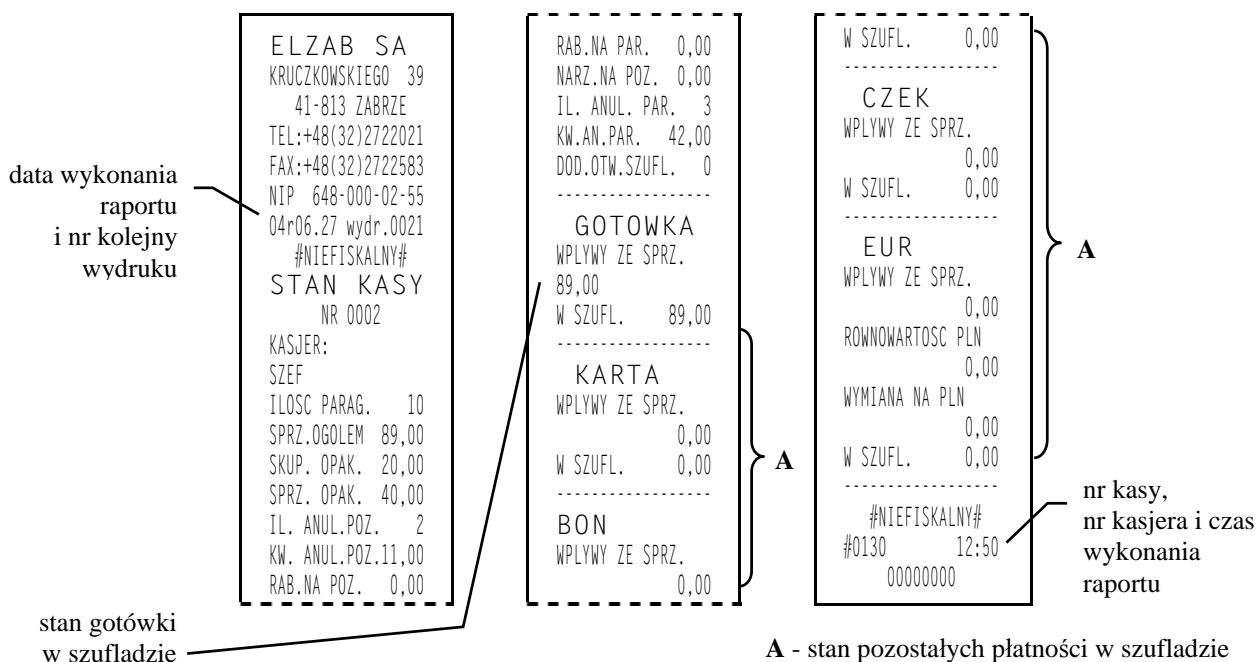 ELZAB SA
KRUCZKOWSKIEGO 39
41-813 ZABRZE
TEL:+48(32)2722021
FAX:+48(32)2722583
NIP 648-000-02-55
04r06.27 wydr.0021
#NIEFISKALNY#
STAN KASY
NR 0002
KASJER:
SZEF
ILOSC PARAG. 10
SPRZ.OGOLEM 89,00
SKUP. OPAK. 20,00
SPRZ. OPAK. 40,00
IL. ANUL.POZ. 2
KW. ANUL.POZ.11,00
RAB.NA POZ. 0,00
data wykonania
raportu
i nr kolejny
wydruku
stan gotówki
w szufladzie
RAB.NA PAR. 0,00
NARZ.NA POZ. 0,00
IL. ANUL. PAR. 3
KW.AN.PAR. 42,00
DOD.OTW.SZUFL. 0
-----------------
GOTOWKA
WPLYWY ZE SPRZ.
89,00
W SZUFL. 89,00
-----------------
KARTA
WPLYWY ZE SPRZ.
0,00
W SZUFL. 0,00
-----------------
BON
WPLYWY ZE SPRZ.
0,00
A
W SZUFL. 0,00
-----------------
CZEK
WPLYWY ZE SPRZ.
0,00
W SZUFL. 0,00
-----------------
EUR
WPLYWY ZE SPRZ.
0,00
ROWNOWARTOSC PLN
0,00
WYMIANA NA PLN
0,00
W SZUFL. 0,00
-----------------
#NIEFISKALNY#
#0130 12:50
00000000
A
nr kasy,
nr kasjera i czas
wykonania
raportu
A - stan pozostałych płatności w szufladzie